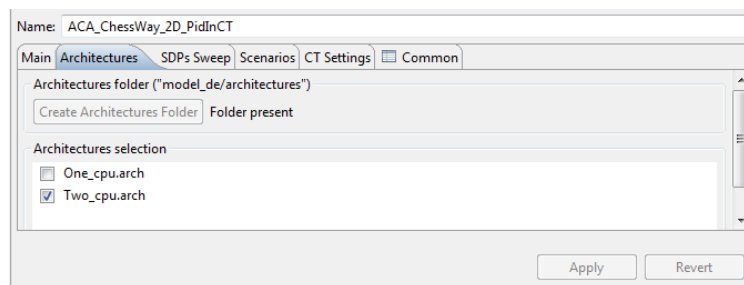 Name: ACA_ChessWay_2D_PidInCT
Main Architectures SDPs Sweep Scenarios CT Settings Common
Architectures folder ("model_de/architectures")
Create Architectures Folder Folder present
Architectures selection
One_cpu.arch
Two_cpu.arch
Apply Revert